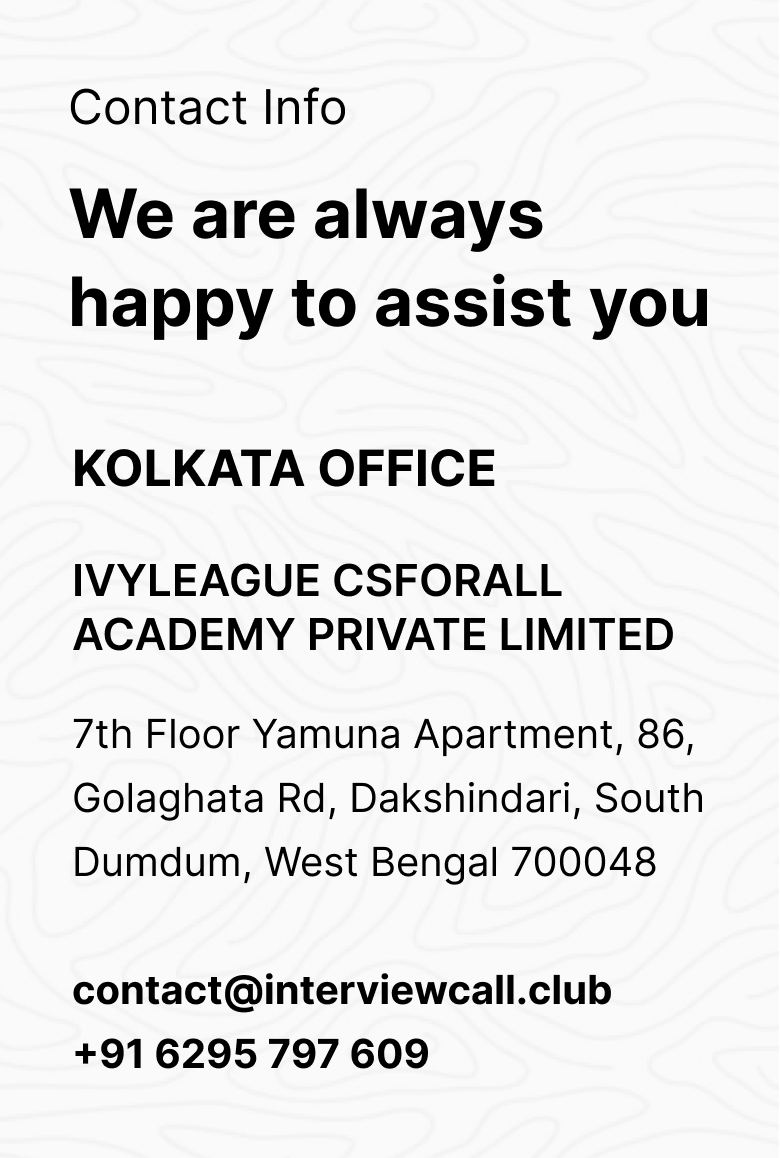 Contact Info
We are always
happy to assist you
KOLKATA OFFICE
IVYLEAGUE CSFORALL
ACADEMY PRIVATE LIMITED
7th Floor Yamuna Apartment, 86,
Golaghata Rd, Dakshindari, South
Dumdum, West Bengal 700048
contact@interviewcall.club
+91 6295 797 609